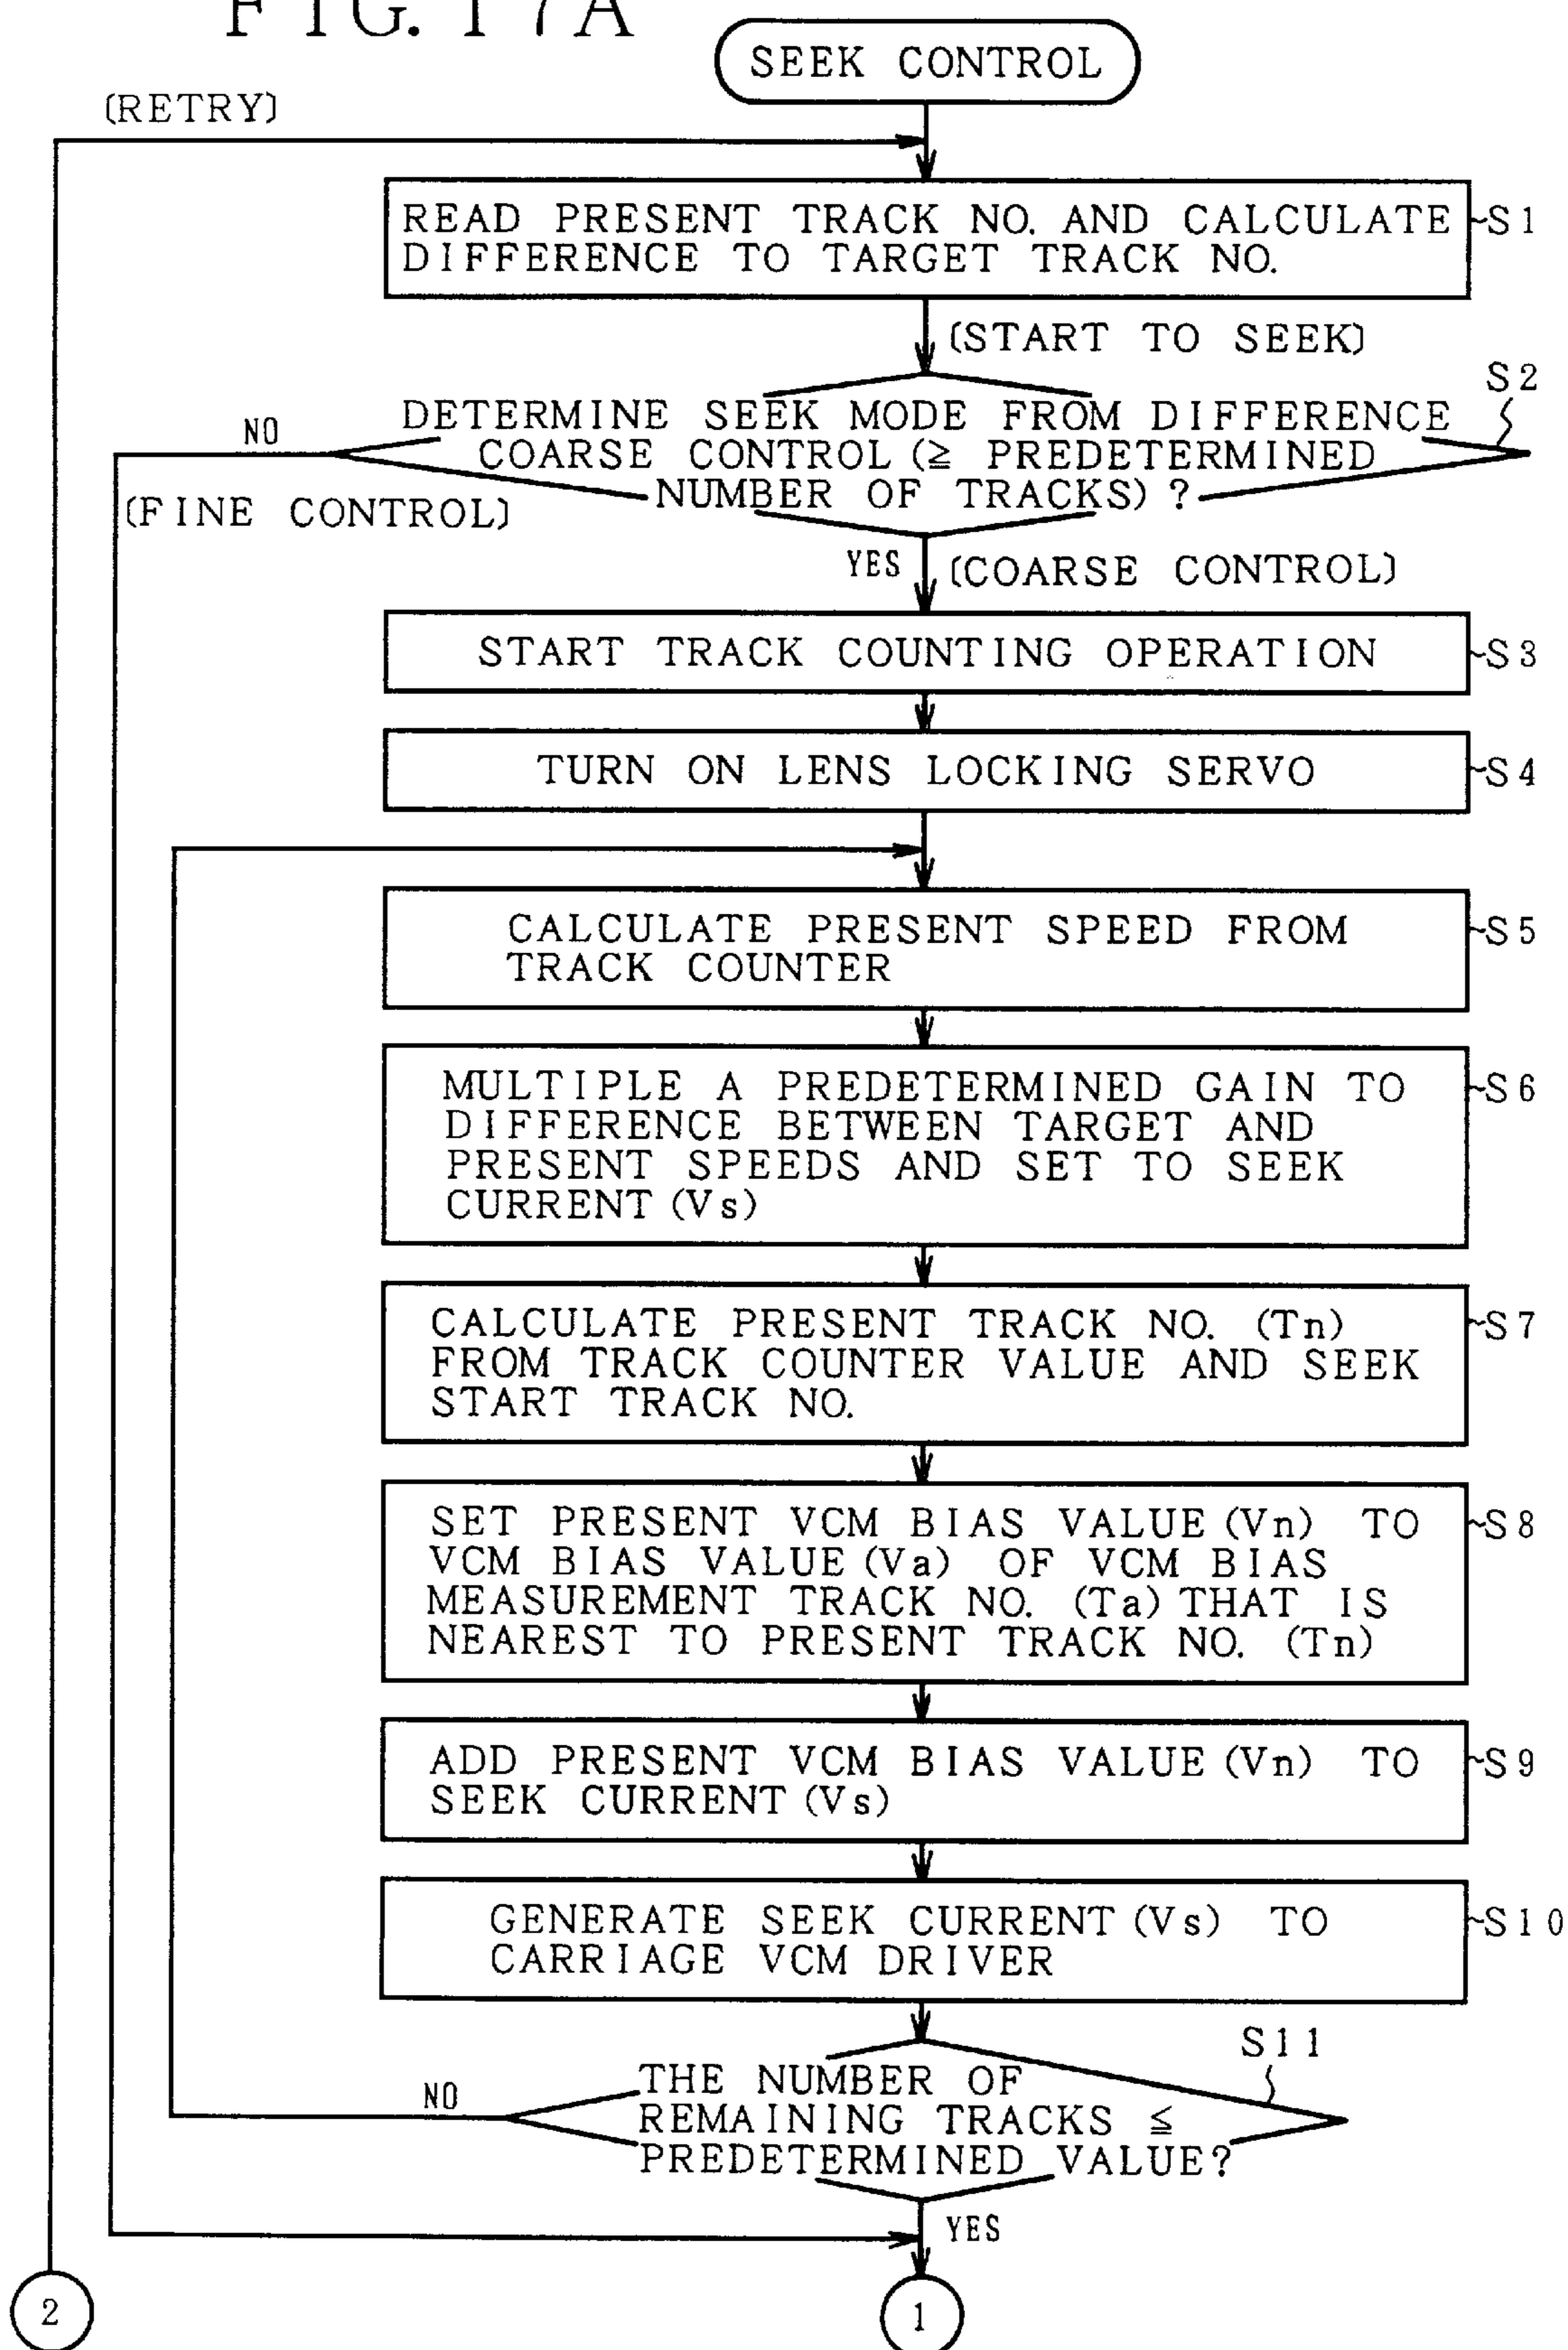 FIG. 17A
SEEK CONTROL
(RETRY)
READ PRESENT TRACK NO. AND CALCULATE
DIFFERENCE TO TARGET TRACK NO.
S1
(START TO SEEK)
S2
DETERMINE SEEK MODE FROM DIFFERENCE
COARSE CONTROL (≧ PREDETERMINED
NUMBER OF TRACKS) ?
NO
(FINE CONTROL)
YES
(COARSE CONTROL)
START TRACK COUNTING OPERATION
S3
TURN ON LENS LOCKING SERVO
S4
CALCULATE PRESENT SPEED FROM
TRACK COUNTER
S5
MULTIPLE A PREDETERMINED GAIN TO
DIFFERENCE BETWEEN TARGET AND
PRESENT SPEEDS AND SET TO SEEK
CURRENT (Vs)
S6
CALCULATE PRESENT TRACK NO. (Tn)
FROM TRACK COUNTER VALUE AND SEEK
START TRACK NO.
S7
SET PRESENT VCM BIAS VALUE (Vn) TO
VCM BIAS VALUE (Va) OF VCM BIAS
MEASUREMENT TRACK NO. (Ta) THAT IS
NEAREST TO PRESENT TRACK NO. (Tn)
S8
ADD PRESENT VCM BIAS VALUE (Vn) TO
SEEK CURRENT (Vs)
S9
GENERATE SEEK CURRENT (Vs) TO
CARRIAGE VCM DRIVER
S10
S11
THE NUMBER OF
REMAINING TRACKS ≦
PREDETERMINED VALUE?
NO
YES
2
1